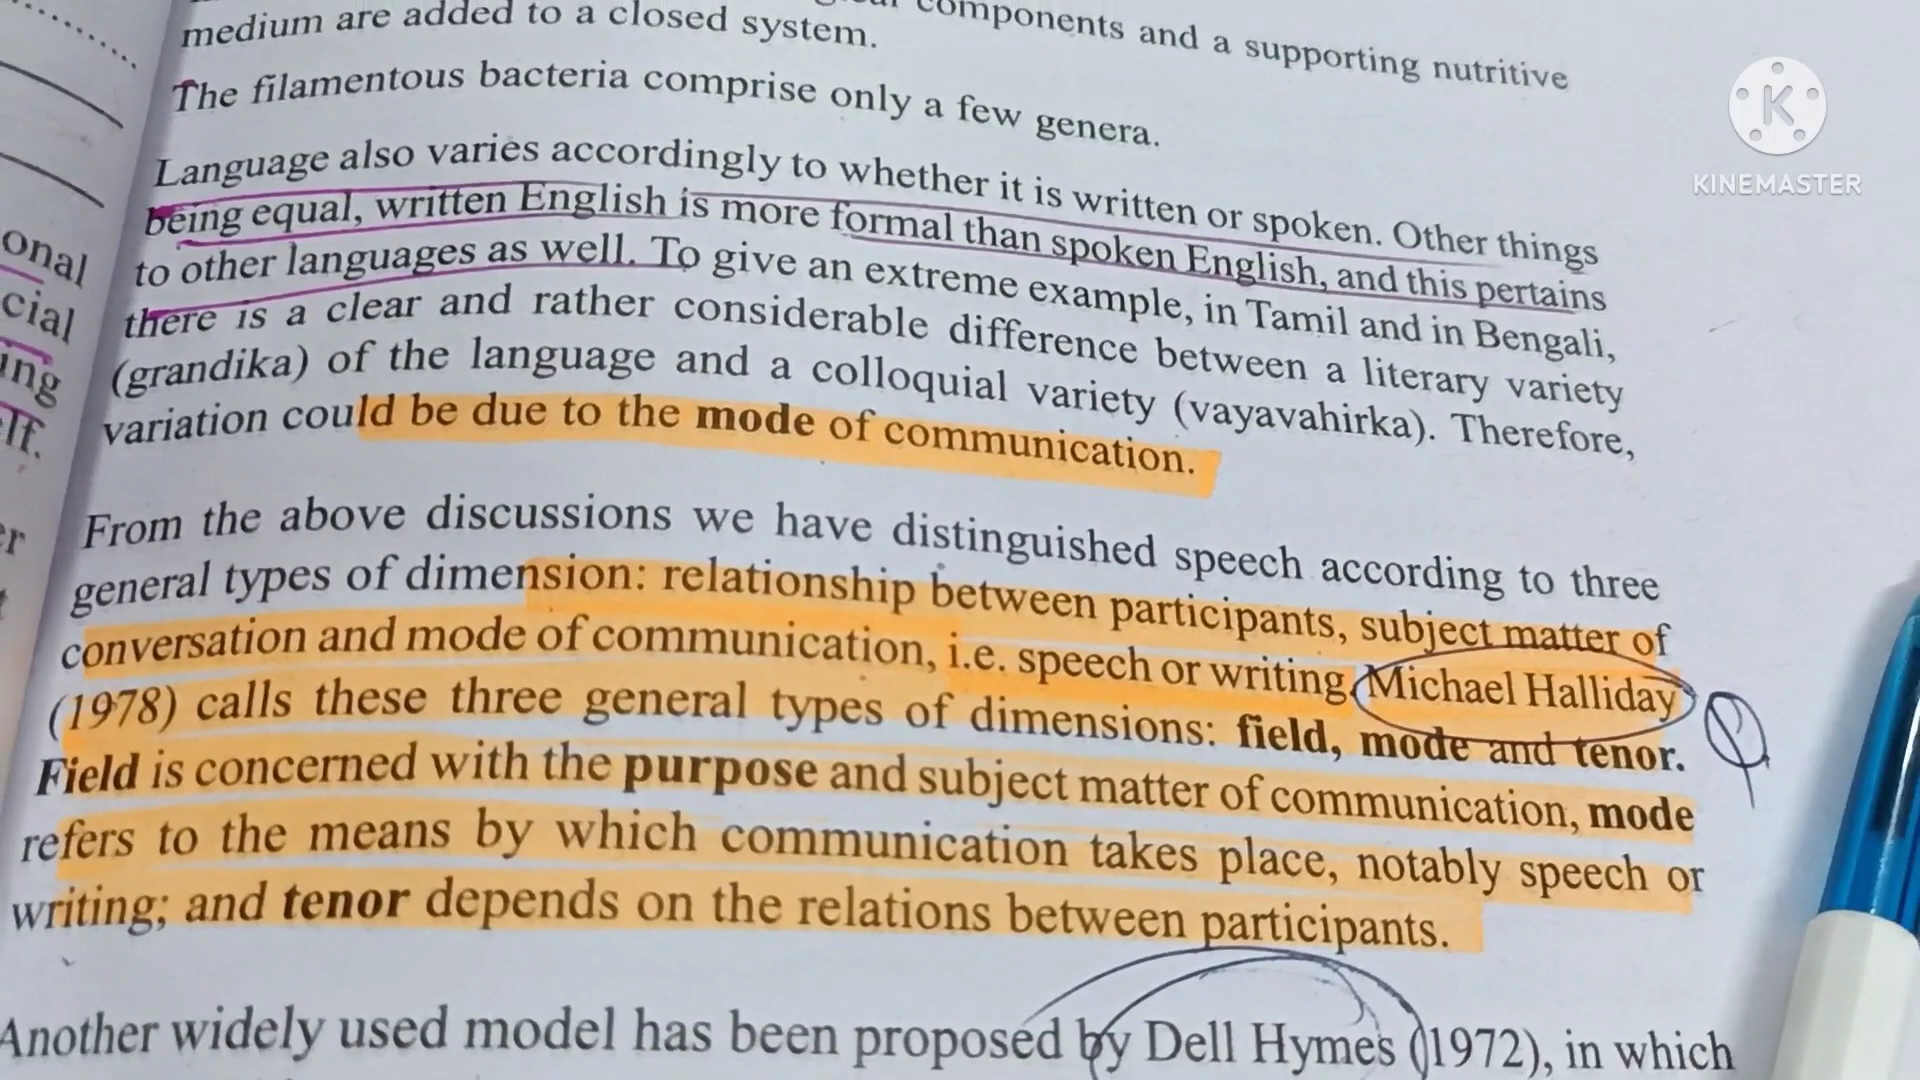 components and a supporting nutritive
medium are added to a closed system.
The filamentous bacteria comprise only a few genera.
Language also varies accordingly to whether it is written or spoken. Other things
being equal, written English is more formal than spoken English, and this pertains
to other languages as well. To give an extreme example, in Tamil and in Bengali,
there is a clear and rather considerable difference between a literary variety
(grandika) of the language and a colloquial variety (vayavahirka). Therefore,
variation could be due to the mode of communication.
From the above discussions we have distinguished speech according to three
general types of dimension: relationship between participants, subject matter of
conversation and mode of communication, i.e. speech or writing. Michael Halliday
(1978) calls these three general types of dimensions: field, mode and tenor.
Field is concerned with the purpose and subject matter of communication, mode
refers to the means by which communication takes place, notably speech or
writing; and tenor depends on the relations between participants.
Another widely used model has been proposed by Dell Hymes (1972), in which
onal
cial
ing
elf.
er
K
KINEMASTER